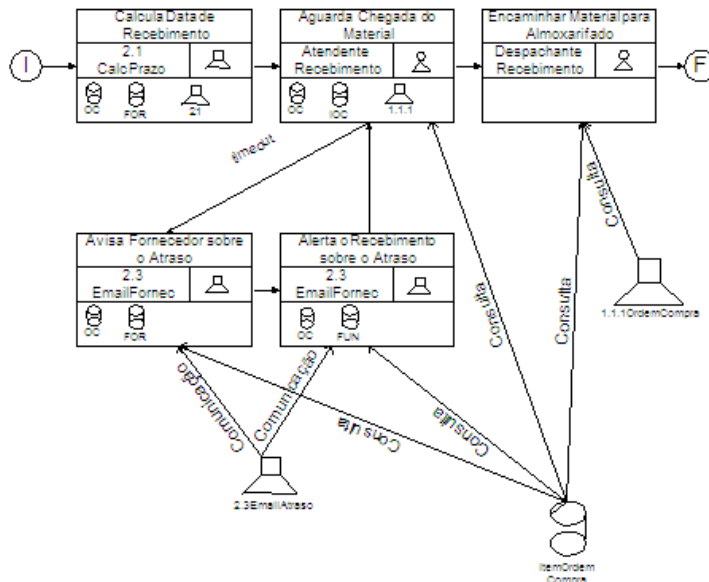 Calcula Data de
Recebimento
2.1
CalcPrazo
OC
FOR
2.1
Aguarda Chegada do
Material
Atendente
Recebimento
OC
IOC
1.1.1
Encaminhar Material para
Almoxarifado
Despachante
Recebimento
I
F
timeout
Avisa Fornecedor sobre
o Atraso
2.3
EmailFornec
OC
FOR
Alerta o Recebimento
sobre o Atraso
2.3
EmailFornec
OC
FUN
Consulta
Consulta
Consulta
1.1.1OrdemCompra
Comunicação
Comunicação
Consulta
Consulta
2.3EmailAtraso
ItemOrdem
Compra